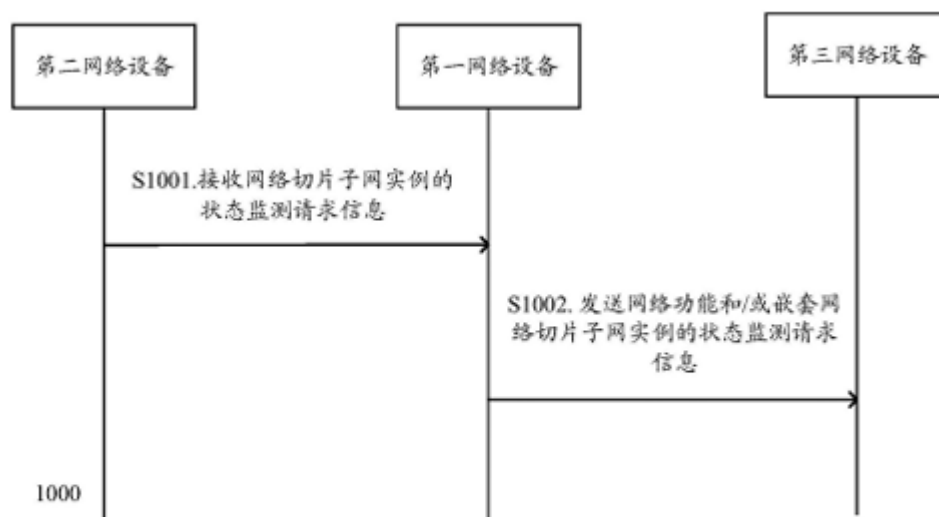 第二网络设备
第一网络设备
第三网络设备
S1001.接收网络切片子网实例的
状态监测请求信息
S1002. 发送网络功能和/或嵌套网
络切片子网实例的状态监测请求
信息
1000